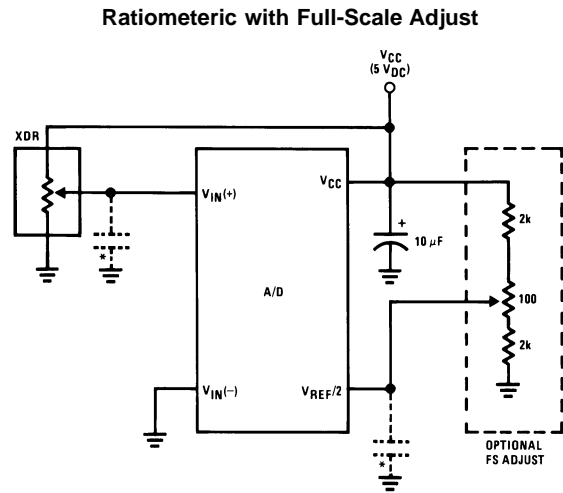 Ratiometeric with Full-Scale Adjust
VCC
(5 VDC)
XDR
VIN(+)
VCC
2k
+
10 µF
*
A/D
100
2k
VIN(–)
VREF/2
*
OPTIONAL
FS ADJUST